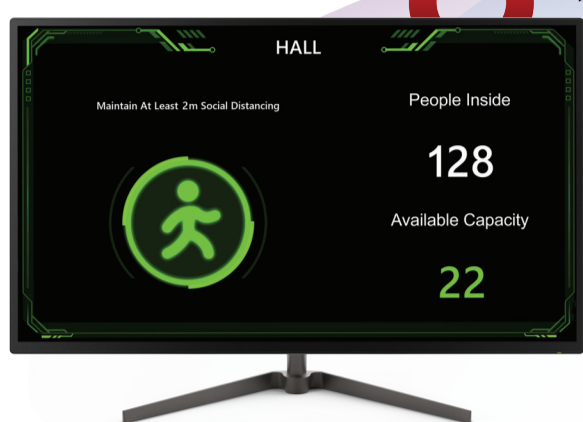 HALL
Maintain At Least 2m Social Distancing
People Inside
128
Available Capacity
22